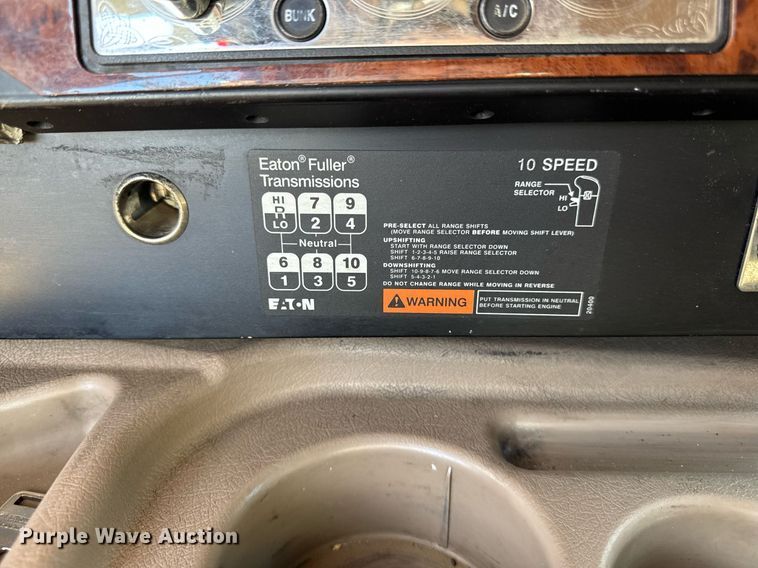 BUNK
A/C
Eaton® Fuller®
Transmissions
10 SPEED
HI
R
LO
7
2
9
4
Neutral
6
1
8
3
10
5
RANGE
SELECTOR
HI
LO
PRE-SELECT ALL RANGE SHIFTS
(MOVE RANGE SELECTOR BEFORE MOVING SHIFT LEVER)
UPSHIFTING
START WITH RANGE SELECTOR DOWN
SHIFT 1-2-3-4-5 RAISE RANGE SELECTOR
SHIFT 6-7-8-9-10
DOWNSHIFTING
SHIFT 10-9-8-7-6 MOVE RANGE SELECTOR DOWN
SHIFT 5-4-3-2-1
DO NOT CHANGE RANGE WHILE MOVING IN REVERSE
EATON
WARNING
PUT TRANSMISSION IN NEUTRAL
BEFORE STARTING ENGINE
20400
Purple Wave Auction